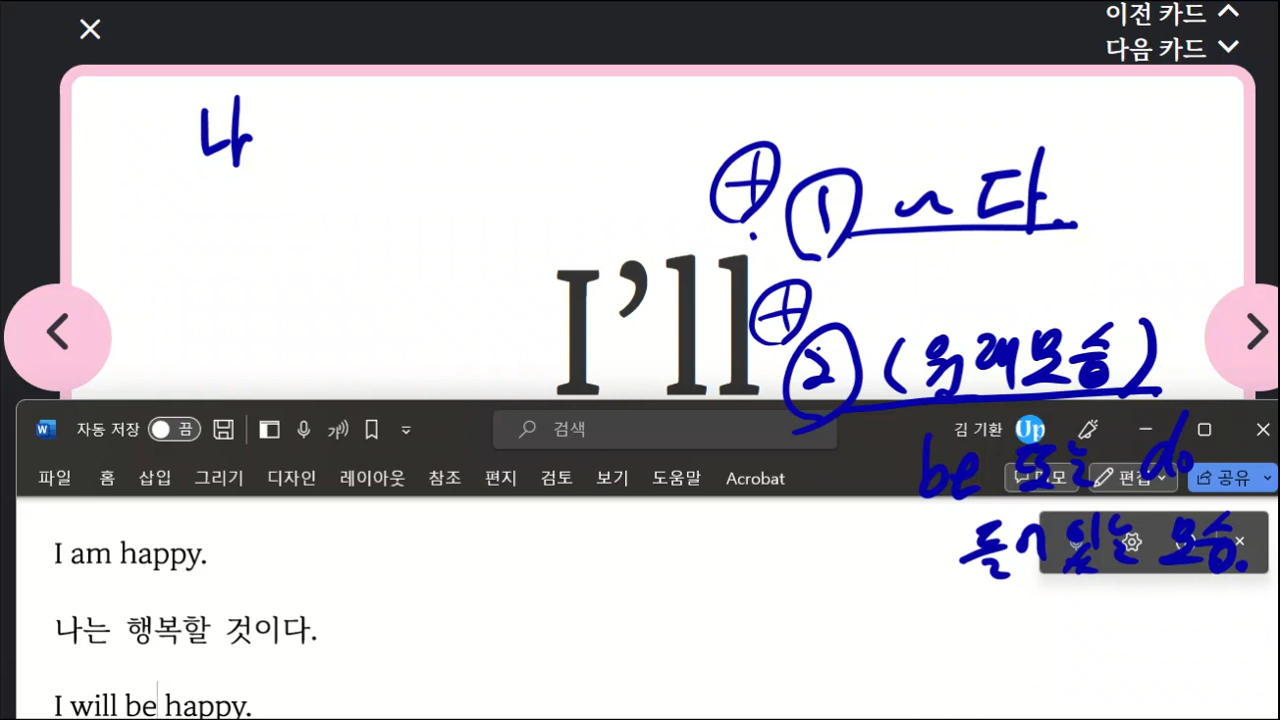 이전 카드
다음 카드
나
+ ① ~다.
I'll
+ ② (원래모습)
자동 저장 끔 검색 김 기환 Up
be 또는 do
파일 홈 삽입 그리기 디자인 레이아웃 참조 편지 검토 보기 도움말 Acrobat 편집 공유
들어있는 모습.
I am happy.
나는 행복할 것이다.
I will be happy.